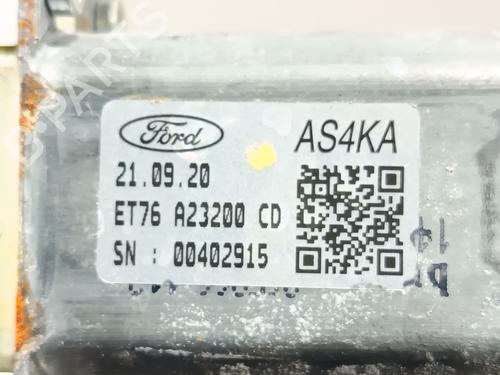 Ford
AS4KA
21.09.20
ET76 A23200 CD
SN : 00402915